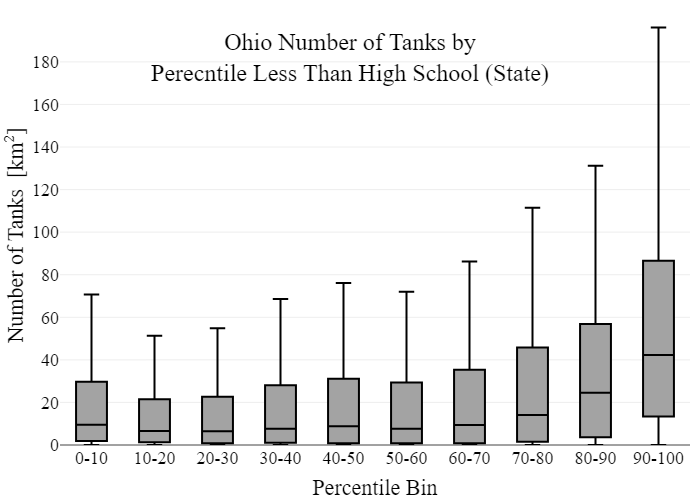 Ohio Number of Tanks by
Perecntile Less Than High School (State)
Number of Tanks [km²]
180
160
140
120
100
80
60
40
20
0
0-10 10-20 20-30 30-40 40-50 50-60 60-70 70-80 80-90 90-100
Percentile Bin